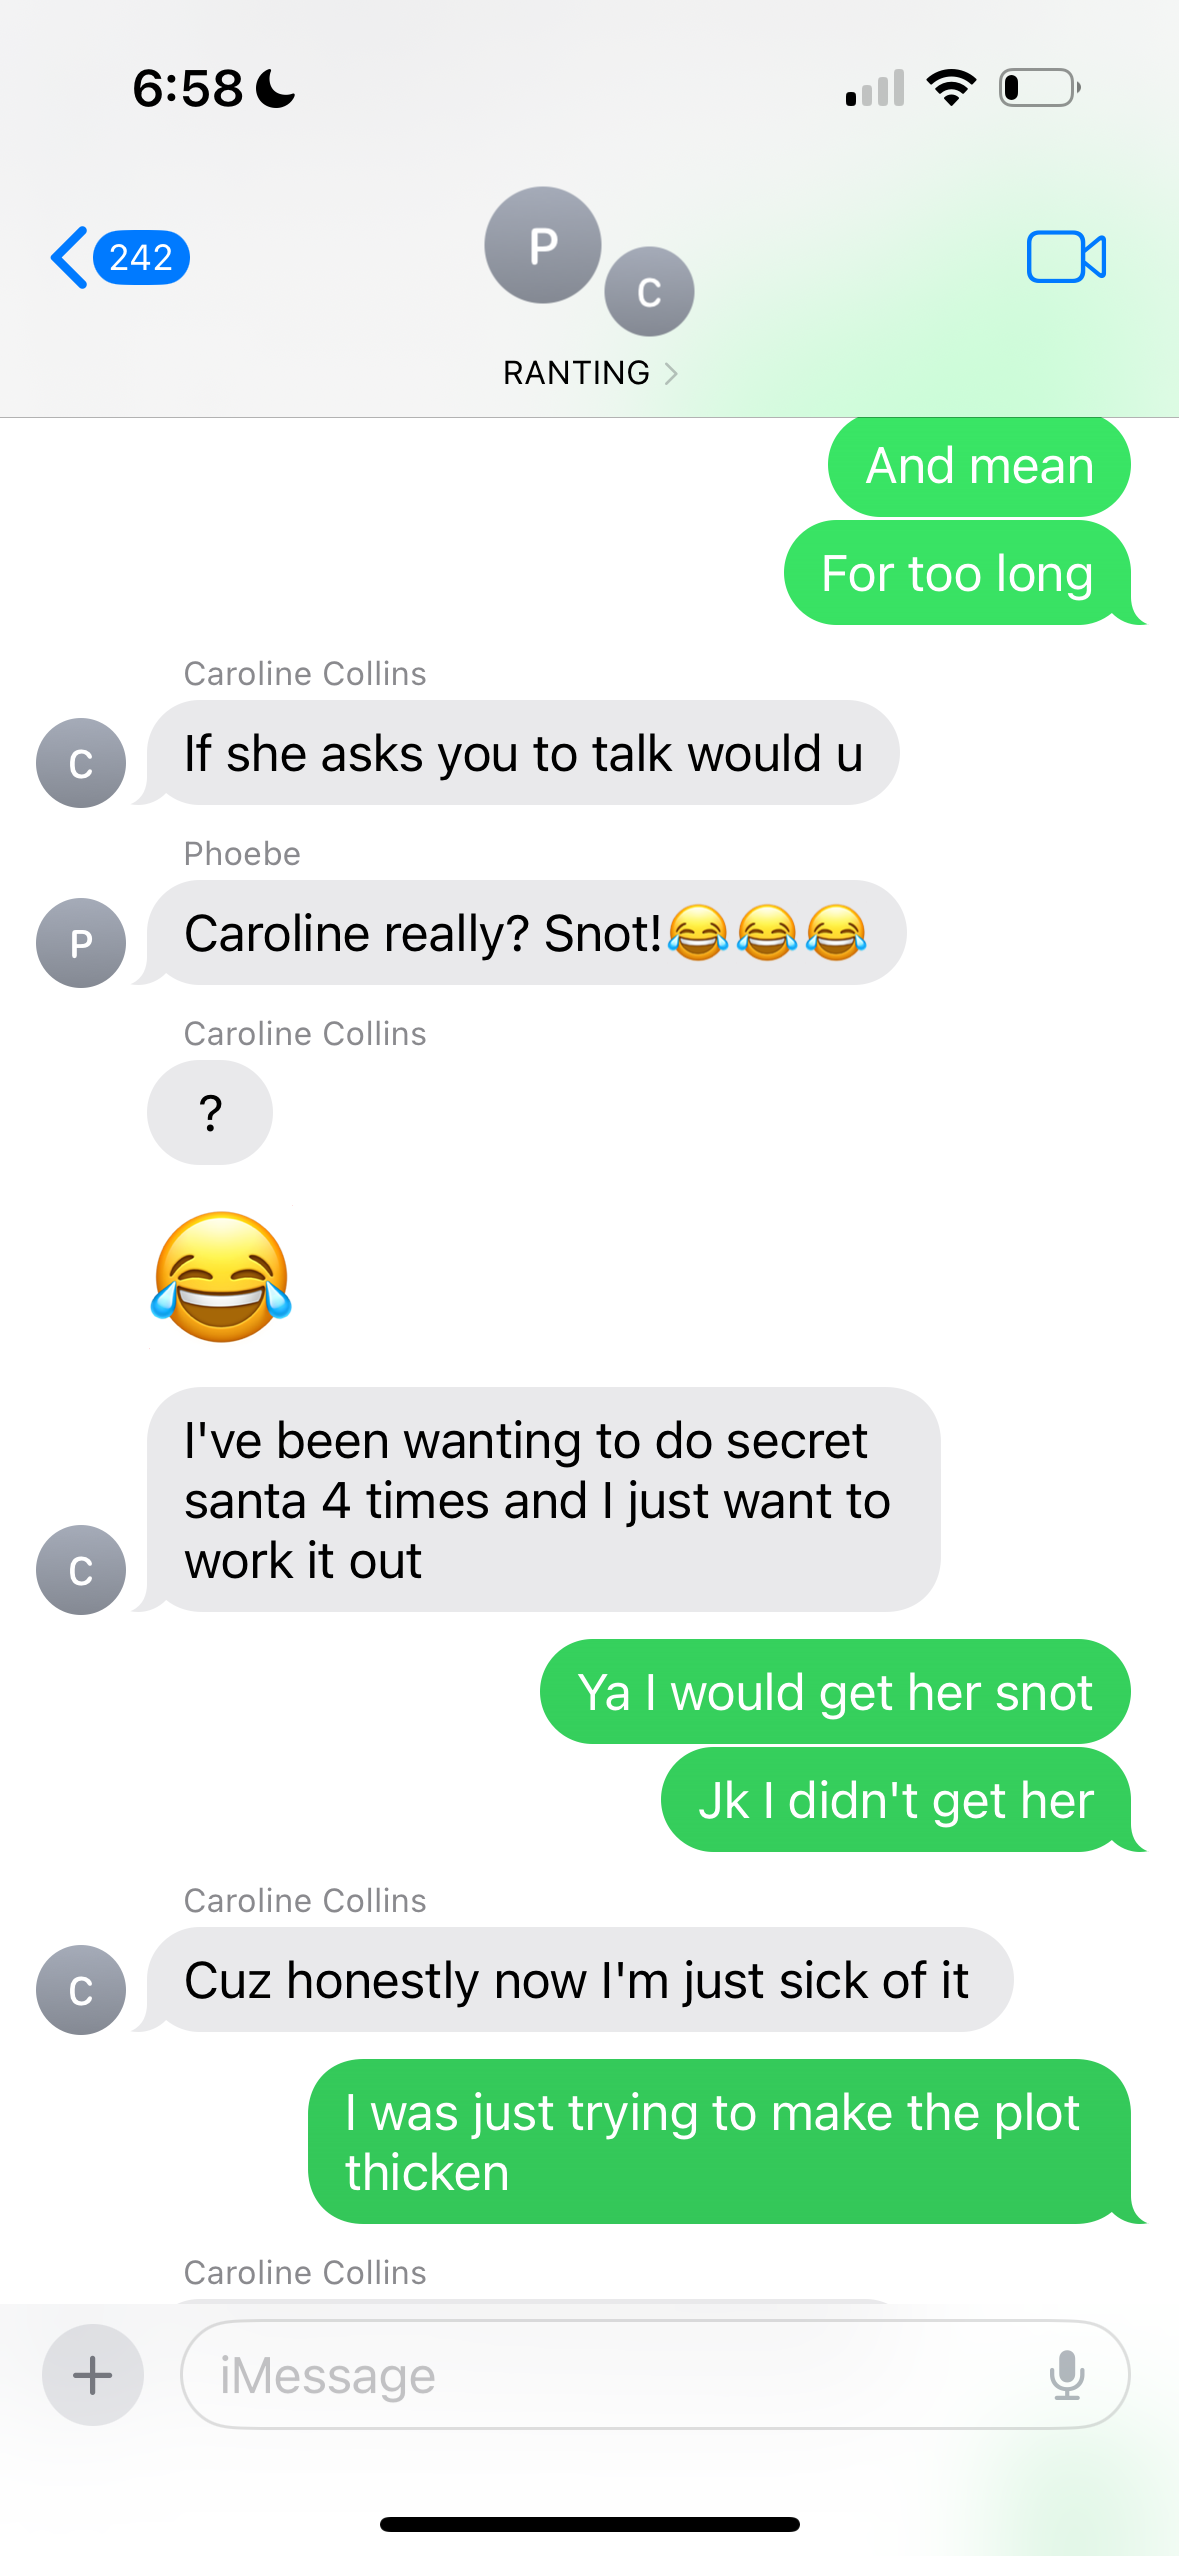 6:58
242
P
C
RANTING
And mean
For too long
Caroline Collins
C
If she asks you to talk would u
Phoebe
P
Caroline really? Snot!😂😂😂
Caroline Collins
?
😂
I've been wanting to do secret
santa 4 times and I just want to
work it out
C
Ya I would get her snot
Jk I didn't get her
Caroline Collins
C
Cuz honestly now I'm just sick of it
I was just trying to make the plot
thicken
Caroline Collins
iMessage